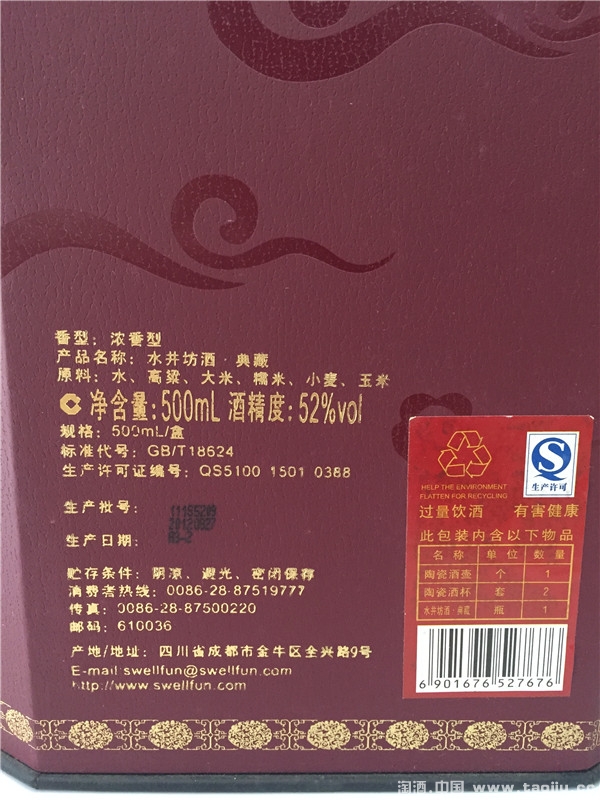 香型：浓香型
产品名称：水井坊酒·典藏
原料：水、高粱、大米、糯米、小麦、玉米
净含量：500mL 酒精度：52%vol
规格：500mL/盒
标准代号：GB/T18624
生产许可证编号：QS5100 1501 0388
生产批号：
生产日期：
20120927
贮存条件：阴凉、避光、密闭保存
消费者热线：0086-28-87519777
传真：0086-28-87500220
邮码：610036
产地/地址：四川省成都市金牛区全兴路9号
E-mail:swellfun@swellfun.com
http://www.swellfun.com
HELP THE ENVIRONMENT
FLATTEN FOR RECYCLING
生产许可
过量饮酒 有害健康
此包装内含以下物品
名称 单位 数量
陶瓷酒壶 个 1
陶瓷酒杯 套 2
水井坊酒·典藏 瓶 1
6 901676 527676
淘酒.中国 www.taojiu.co